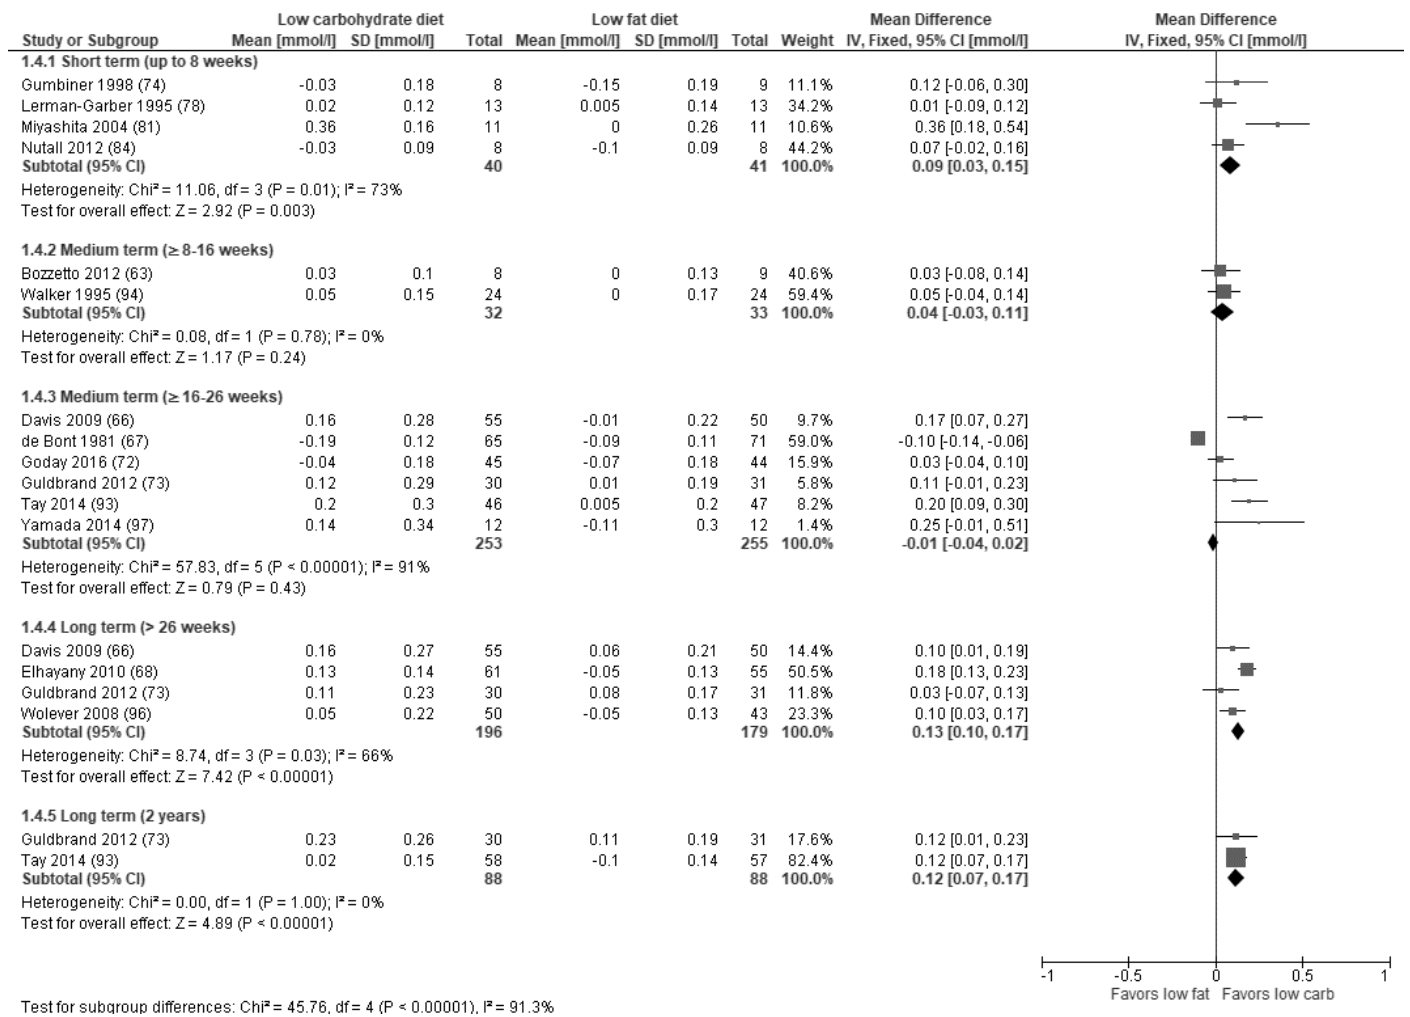 Low carbohydrate diet Low fat diet Mean Difference Mean Difference
Study or Subgroup Mean [mmol/l] SD [mmol/l] Total Mean [mmol/l] SD [mmol/l] Total Weight IV, Fixed, 95% CI [mmol/l] IV, Fixed, 95% CI [mmol/l]
1.4.1 Short term (up to 8 weeks)
Gumbiner 1998 (74) -0.03 0.18 8 -0.15 0.19 9 11.1% 0.12 [-0.06, 0.30]
Lerman-Garber 1995 (78) 0.02 0.12 13 0.005 0.14 13 34.2% 0.01 [-0.09, 0.12]
Miyashita 2004 (81) 0.36 0.16 11 0 0.26 11 10.6% 0.36 [0.18, 0.54]
Nutall 2012 (84) -0.03 0.09 8 -0.1 0.09 8 44.2% 0.07 [-0.02, 0.16]
Subtotal (95% CI) 40 41 100.0% 0.09 [0.03, 0.15]
Heterogeneity: Chi² = 11.06, df = 3 (P = 0.01); I² = 73%
Test for overall effect: Z = 2.92 (P = 0.003)
1.4.2 Medium term (≥ 8-16 weeks)
Bozzetto 2012 (63) 0.03 0.1 8 0 0.13 9 40.6% 0.03 [-0.08, 0.14]
Walker 1995 (94) 0.05 0.15 24 0 0.17 24 59.4% 0.05 [-0.04, 0.14]
Subtotal (95% CI) 32 33 100.0% 0.04 [-0.03, 0.11]
Heterogeneity: Chi² = 0.08, df = 1 (P = 0.78); I² = 0%
Test for overall effect: Z = 1.17 (P = 0.24)
1.4.3 Medium term (≥ 16-26 weeks)
Davis 2009 (66) 0.16 0.28 55 -0.01 0.22 50 9.7% 0.17 [0.07, 0.27]
de Bont 1981 (67) -0.19 0.12 65 -0.09 0.11 71 59.0% -0.10 [-0.14, -0.06]
Goday 2016 (72) -0.04 0.18 45 -0.07 0.18 44 15.9% 0.03 [-0.04, 0.10]
Guldbrand 2012 (73) 0.12 0.29 30 0.01 0.19 31 5.8% 0.11 [-0.01, 0.23]
Tay 2014 (93) 0.2 0.3 46 0.005 0.2 47 8.2% 0.20 [0.09, 0.30]
Yamada 2014 (97) 0.14 0.34 12 -0.11 0.3 12 1.4% 0.25 [-0.01, 0.51]
Subtotal (95% CI) 253 255 100.0% -0.01 [-0.04, 0.02]
Heterogeneity: Chi² = 57.83, df = 5 (P < 0.00001); I² = 91%
Test for overall effect: Z = 0.79 (P = 0.43)
1.4.4 Long term (> 26 weeks)
Davis 2009 (66) 0.16 0.27 55 0.06 0.21 50 14.4% 0.10 [0.01, 0.19]
Elhayany 2010 (68) 0.13 0.14 61 -0.05 0.13 55 50.5% 0.18 [0.13, 0.23]
Guldbrand 2012 (73) 0.11 0.23 30 0.08 0.17 31 11.8% 0.03 [-0.07, 0.13]
Wolever 2008 (96) 0.05 0.22 50 -0.05 0.13 43 23.3% 0.10 [0.03, 0.17]
Subtotal (95% CI) 196 179 100.0% 0.13 [0.10, 0.17]
Heterogeneity: Chi² = 8.74, df = 3 (P = 0.03); I² = 66%
Test for overall effect: Z = 7.42 (P < 0.00001)
1.4.5 Long term (2 years)
Guldbrand 2012 (73) 0.23 0.26 30 0.11 0.19 31 17.6% 0.12 [0.01, 0.23]
Tay 2014 (93) 0.02 0.15 58 -0.1 0.14 57 82.4% 0.12 [0.07, 0.17]
Subtotal (95% CI) 88 88 100.0% 0.12 [0.07, 0.17]
Heterogeneity: Chi² = 0.00, df = 1 (P = 1.00); I² = 0%
Test for overall effect: Z = 4.89 (P < 0.00001)
-1 -0.5 0 0.5 1
Favors low fat Favors low carb
Test for subgroup differences: Chi² = 45.76, df = 4 (P < 0.00001), I² = 91.3%